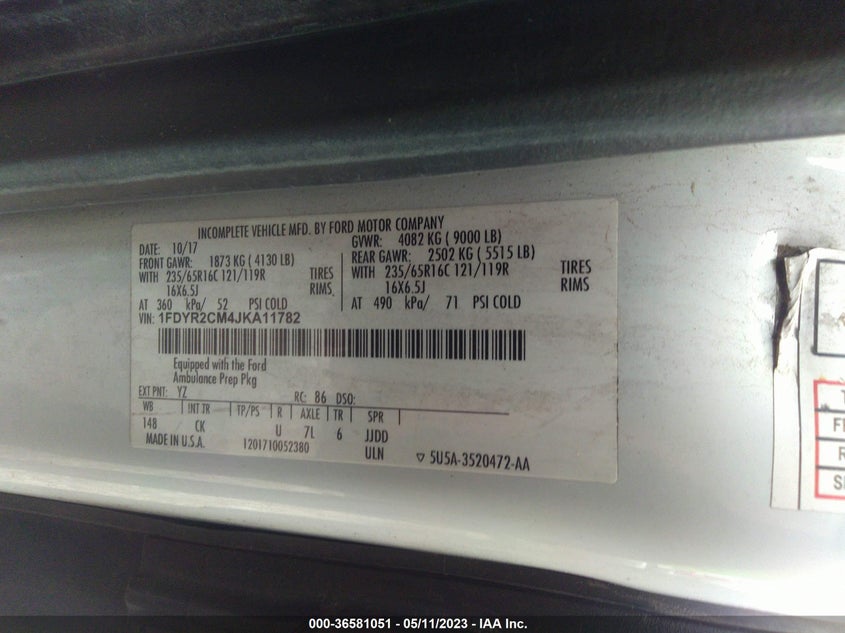 INCOMPLETE VEHICLE MFD. BY FORD MOTOR COMPANY
DATE: 10/17 GVWR: 4082 KG ( 9000 LB)
FRONT GAWR: 1873 KG ( 4130 LB) REAR GAWR: 2502 KG ( 5515 LB)
WITH 235/65R16C 121/119R TIRES WITH 235/65R16C 121/119R TIRES
16X6.5J RIMS 16X6.5J RIMS
AT 360 kPa/ 52 PSI COLD AT 490 kPa/ 71 PSI COLD
VIN: 1FDYR2CM4JKA11782
Equipped with the Ford
Ambulance Prep Pkg
EXT PNT: YZ RC: 86 DSO:
WB INT TR TP/PS R AXLE TR SPR
148 CK U 7L 6 JJDD
MADE IN U.S.A. 1201710052380 ULN 5U5A-3520472-AA
000-36581051 - 05/11/2023 - IAA Inc.